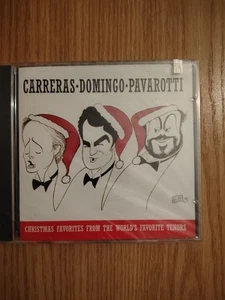 CARRERAS·DOMINGO·PAVAROTTI
CHRISTMAS FAVORITES FROM THE WORLD'S FAVORITE TENORS